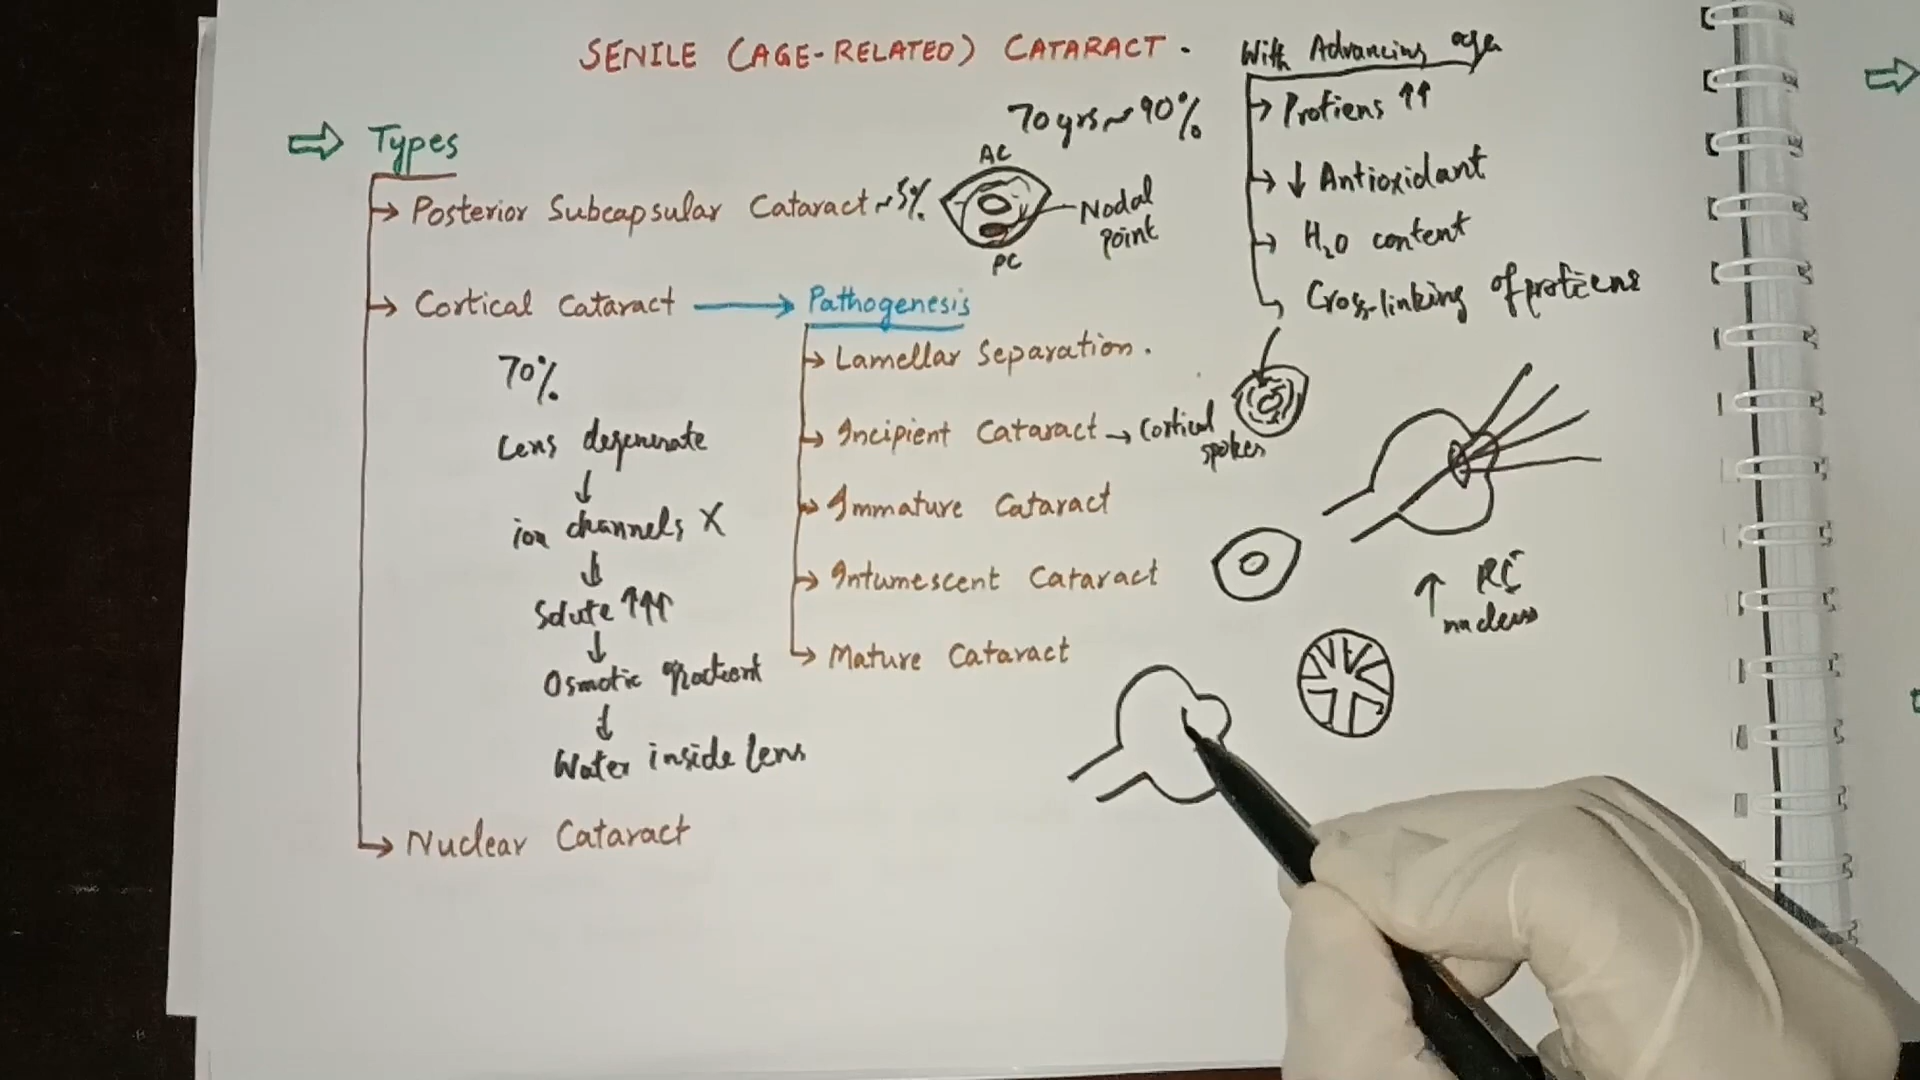 SENILE (AGE-RELATED) CATARACT.
With Advancing age
→ Protiens ↑↑
→ ↓ Antioxidant
→ H₂O content
→ Cross-linking of protiens
70 yrs ~ 90%
⇒ Types
→ Posterior Subcapsular Cataract ~ 5%
AC
Nodal
point
PC
→ Cortical Cataract → Pathogenesis
→ Lamellar Separation.
→ Incipient Cataract → Cortical
spokes
→ Immature Cataract
→ Intumescent Cataract
→ Mature Cataract
70%
Lens degenerate
↓
ion channels X
↓
Solute ↑↑↑
↓
Osmotic gradient
↓
Water inside lens
↑ RI
nucleus
→ Nuclear Cataract